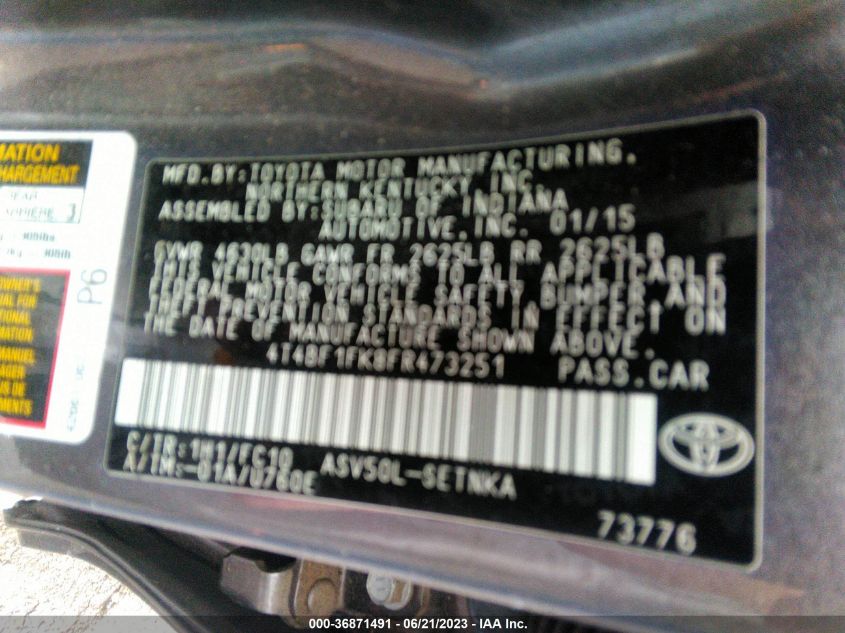 MATION
CHARGEMENT
REAR
P6
OWNER'S
MFD.BY:TOYOTA MOTOR MANUFACTURING.
NORTHERN KENTUCKY INC.
ASSEMBLED BY:SUBARU OF INDIANA
AUTOMOTIVE.INC. 01/15
GVWR 4630LB GAWR FR 2625LB RR 2625LB
THIS VEHICLE CONFORMS TO ALL APPLICABLE
FEDERAL MOTOR VEHICLE SAFETY BUMPER AND
THEFT PREVENTION STANDARDS IN EFFECT ON
THE DATE OF MANUFACTURE SHOWN ABOVE.
4T4BF1FK8FR473251 PASS.CAR
C/TR:1H1/FC10 ASV50L-SETNKA
A/TM:-01A/U760E
73776
000-36871491 - 06/21/2023 - IAA Inc.